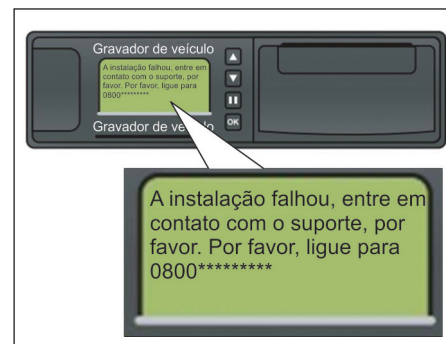 Gravador de veículo
A instalação falhou, entre em
contato com o suporte, por
favor. Por favor, ligue para
0800*********
OK
Gravador de veículo
A instalação falhou, entre em
contato com o suporte, por
favor. Por favor, ligue para
0800*********